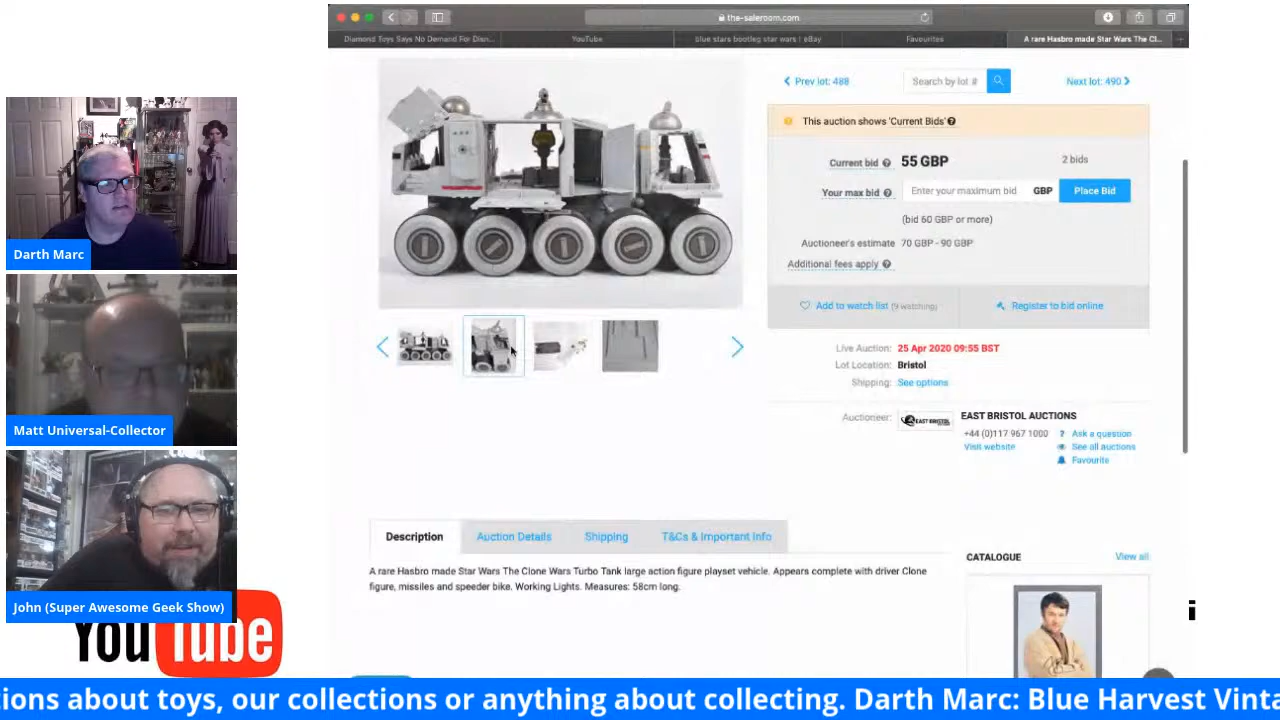 the-saleroom.com
Diamond Toys Says No Demand For Disn...
YouTube
blue stars bootleg star wars | eBay
Favourites
A rare Hasbro made Star Wars The Cl...
Prev lot: 488
Search by lot #
Next lot: 490
This auction shows 'Current Bids'
Current bid
55 GBP
2 bids
Your max bid
Enter your maximum bid
GBP
Place Bid
(bid 60 GBP or more)
Auctioneer's estimate
70 GBP - 90 GBP
Additional fees apply
Add to watch list (9 watching)
Register to bid online
Live Auction: 25 Apr 2020 09:55 BST
Lot Location: Bristol
Shipping: See options
Auctioneer:
EAST BRISTOL
EAST BRISTOL AUCTIONS
+44 (0)117 967 1000
Visit website
Ask a question
See all auctions
Favourite
Description
Auction Details
Shipping
T&Cs & Important Info
A rare Hasbro made Star Wars The Clone Wars Turbo Tank large action figure playset vehicle. Appears complete with driver Clone
figure, missiles and speeder bike. Working Lights. Measures: 58cm long.
CATALOGUE
View all
Darth Marc
Matt Universal-Collector
John (Super Awesome Geek Show)
YouTube
i
ions about toys, our collections or anything about collecting. Darth Marc: Blue Harvest Vinta